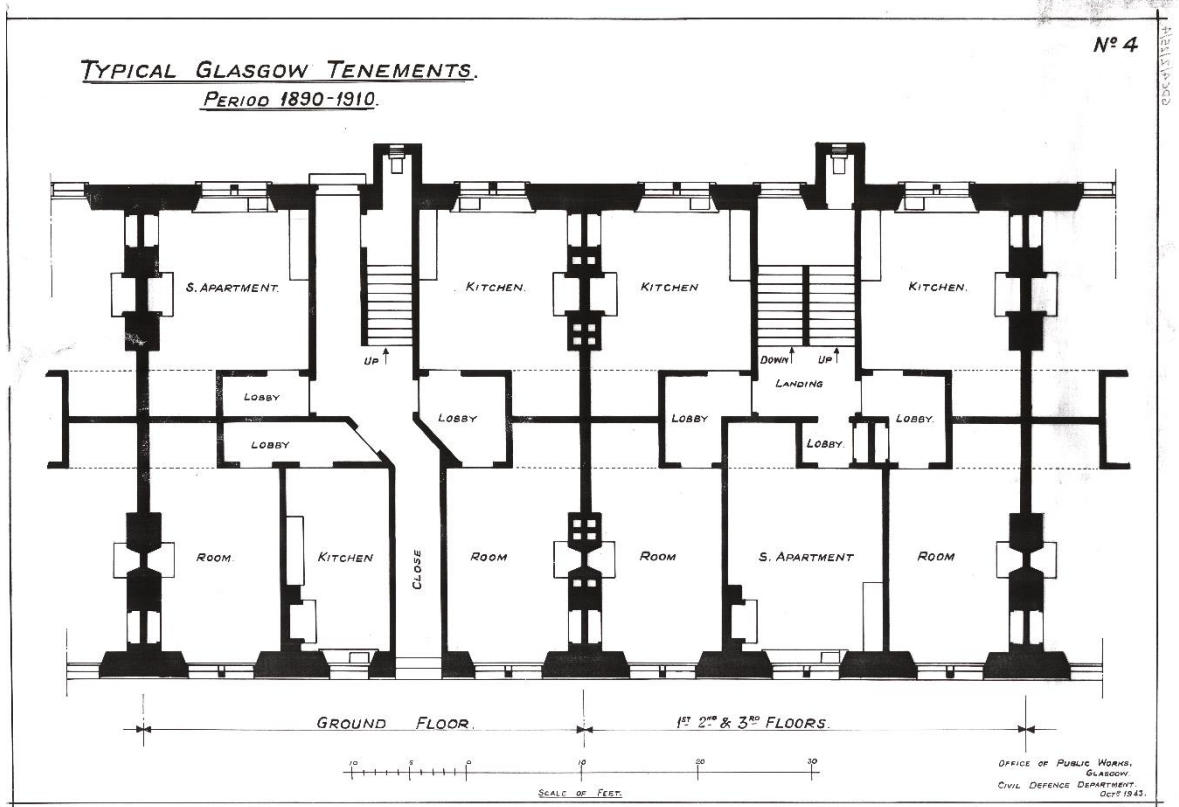 Nº 4
TYPICAL GLASGOW TENEMENTS.
PERIOD 1890-1910.
S. APARTMENT.
KITCHEN.
KITCHEN
KITCHEN.
UP
DOWN UP
LANDING
LOBBY
LOBBY
LOBBY
LOBBY
LOBBY.
LOBBY
ROOM.
KITCHEN
CLOSE
ROOM
ROOM
S. APARTMENT
ROOM
GROUND FLOOR.
1ST 2ND & 3RD FLOORS.
10 5 0 10 20 30
SCALE OF FEET.
OFFICE OF PUBLIC WORKS,
GLASGOW.
CIVIL DEFENCE DEPARTMENT.
OCTR 1943.